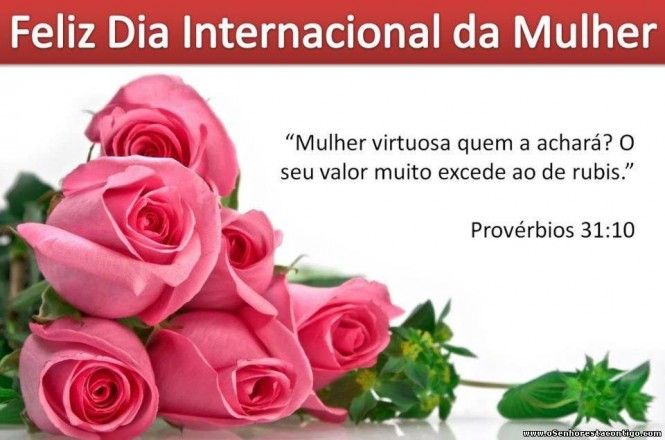 Feliz Dia Internacional da Mulher
“Mulher virtuosa quem a achará? O
seu valor muito excede ao de rubis.”
Provérbios 31:10
www.oSenhorestacontigo.com